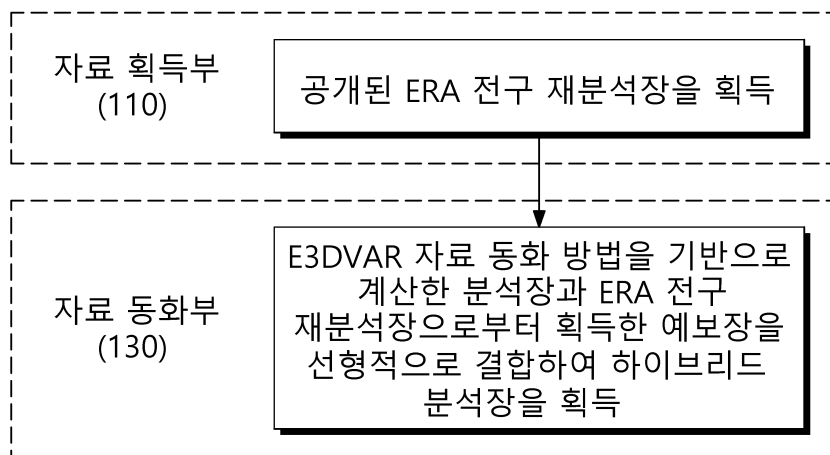 자료 획득부
(110)
공개된 ERA 전구 재분석장을 획득
자료 동화부
(130)
E3DVAR 자료 동화 방법을 기반으로
계산한 분석장과 ERA 전구
재분석장으로부터 획득한 예보장을
선형적으로 결합하여 하이브리드
분석장을 획득